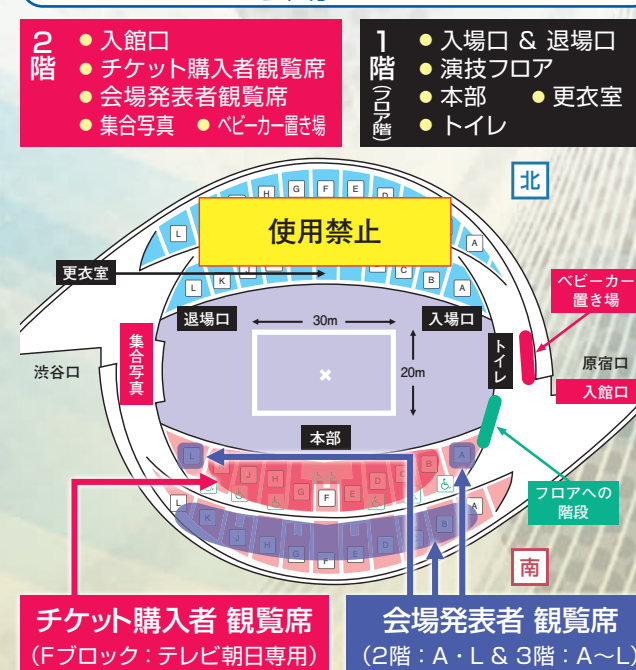 2階
● 入館口
● チケット購入者観覧席
● 会場発表者観覧席
● 集合写真 ● ベビーカー置き場
1階(フロア階)
● 入場口 & 退場口
● 演技フロア
● 本部 ● 更衣室
● トイレ
北
H G F E D
L A
使用禁止
更衣室
L K J C B A
ベビーカー
置き場
退場口
30m
入場口
集合写真
トイレ
渋谷口
20m
原宿口
入館口
本部
L J H G F E D C B A
フロアへの
階段
L K J H G F E D B A
南
チケット購入者 観覧席
(Fブロック:テレビ朝日専用)
会場発表者 観覧席
(2階:A・L & 3階:A〜L)